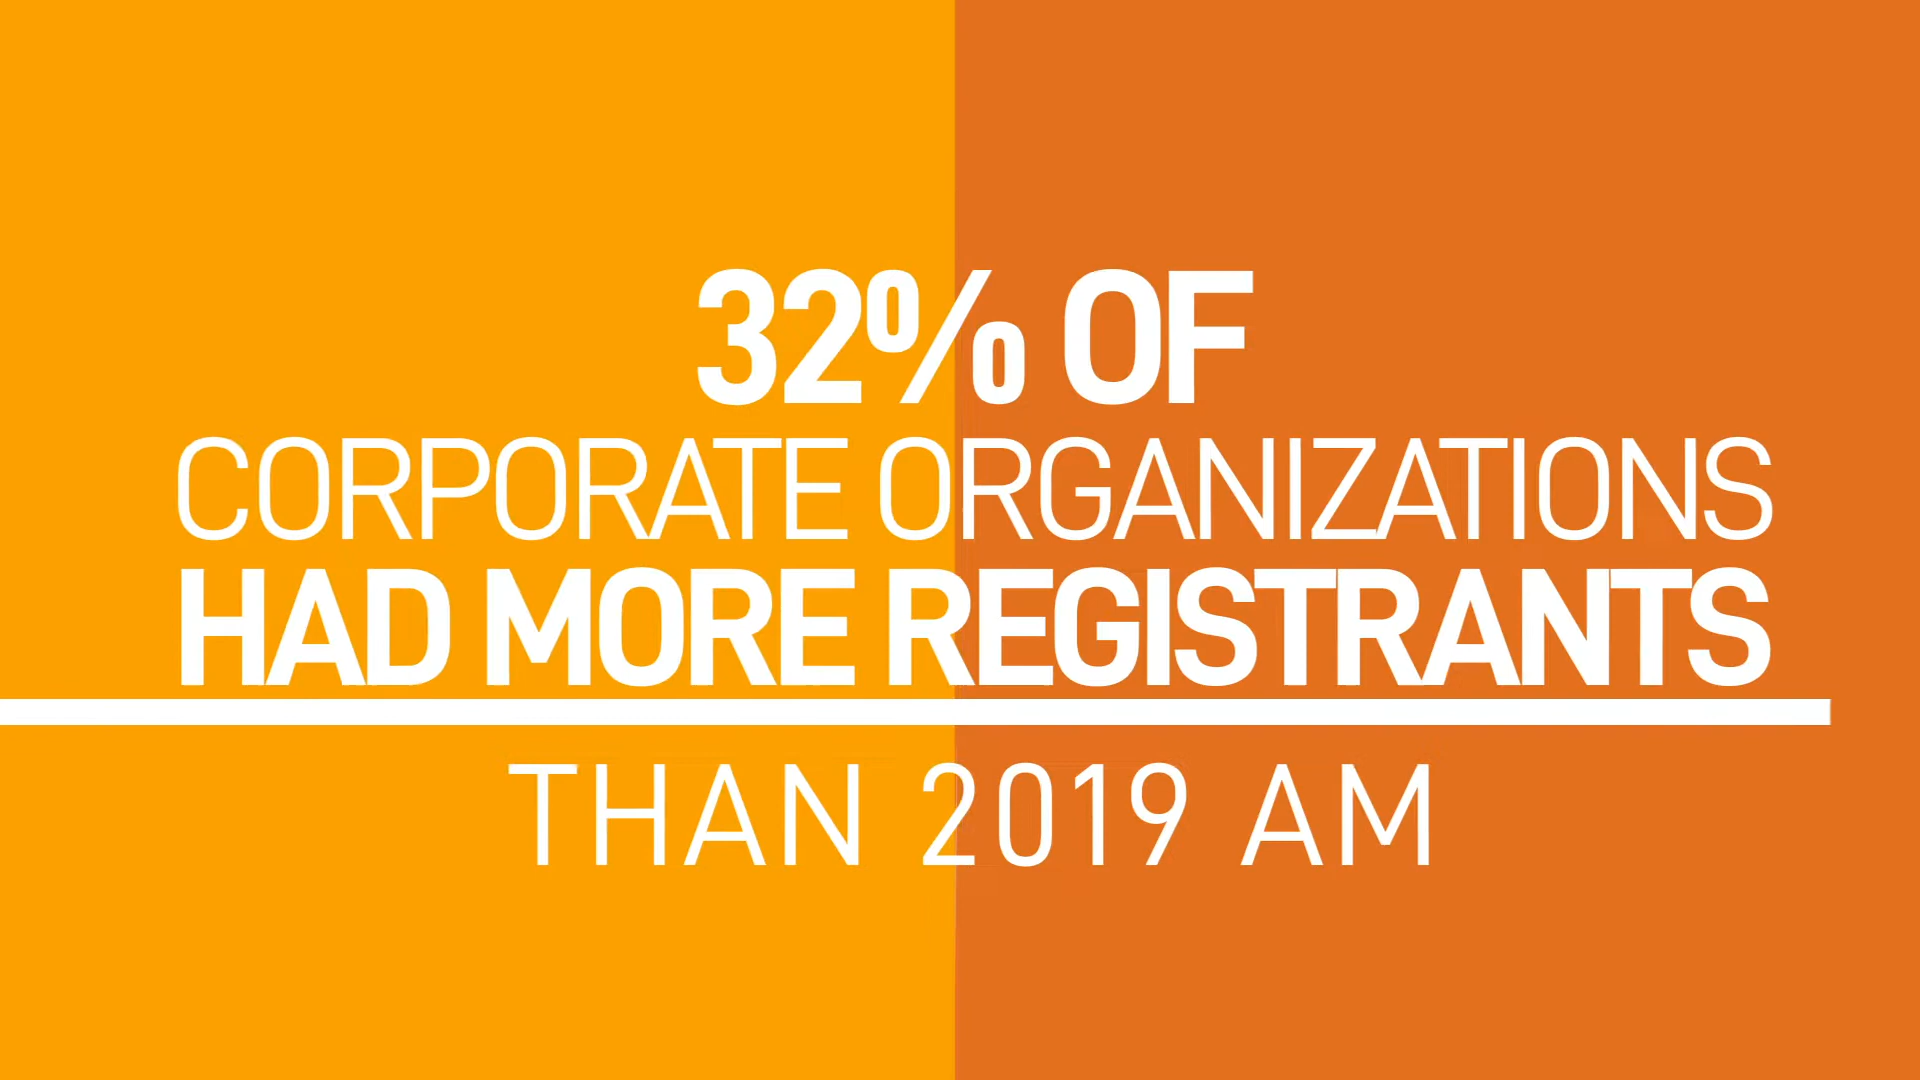 32% OF
CORPORATE ORGANIZATIONS
HAD MORE REGISTRANTS
THAN 2019 AM